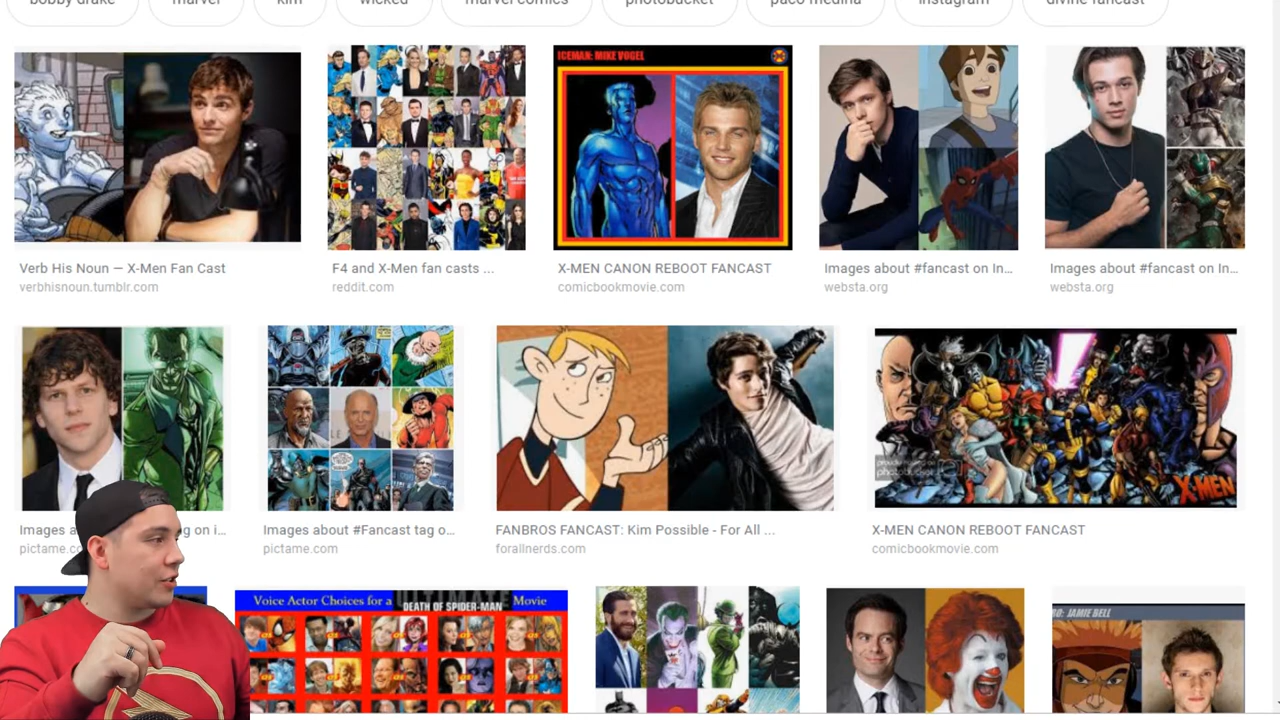 bobby drake marvel kim wicked marvel comics photobucket paco medina instagram divine fancast
ICEMAN: MIKE VOGEL
Verb His Noun — X-Men Fan Cast
verbhisnoun.tumblr.com
F4 and X-Men fan casts ...
reddit.com
X-MEN CANON REBOOT FANCAST
comicbookmovie.com
Images about #fancast on In...
websta.org
Images about #fancast on In...
websta.org
photobucket
X-MEN
Images a
g on i...
pictame.co
Images about #Fancast tag o...
pictame.com
FANBROS FANCAST: Kim Possible - For All ...
forallnerds.com
X-MEN CANON REBOOT FANCAST
comicbookmovie.com
Voice Actor Choices for a ULTIMATE Movie
DEATH OF SPIDER-MAN
JAMIE BELL